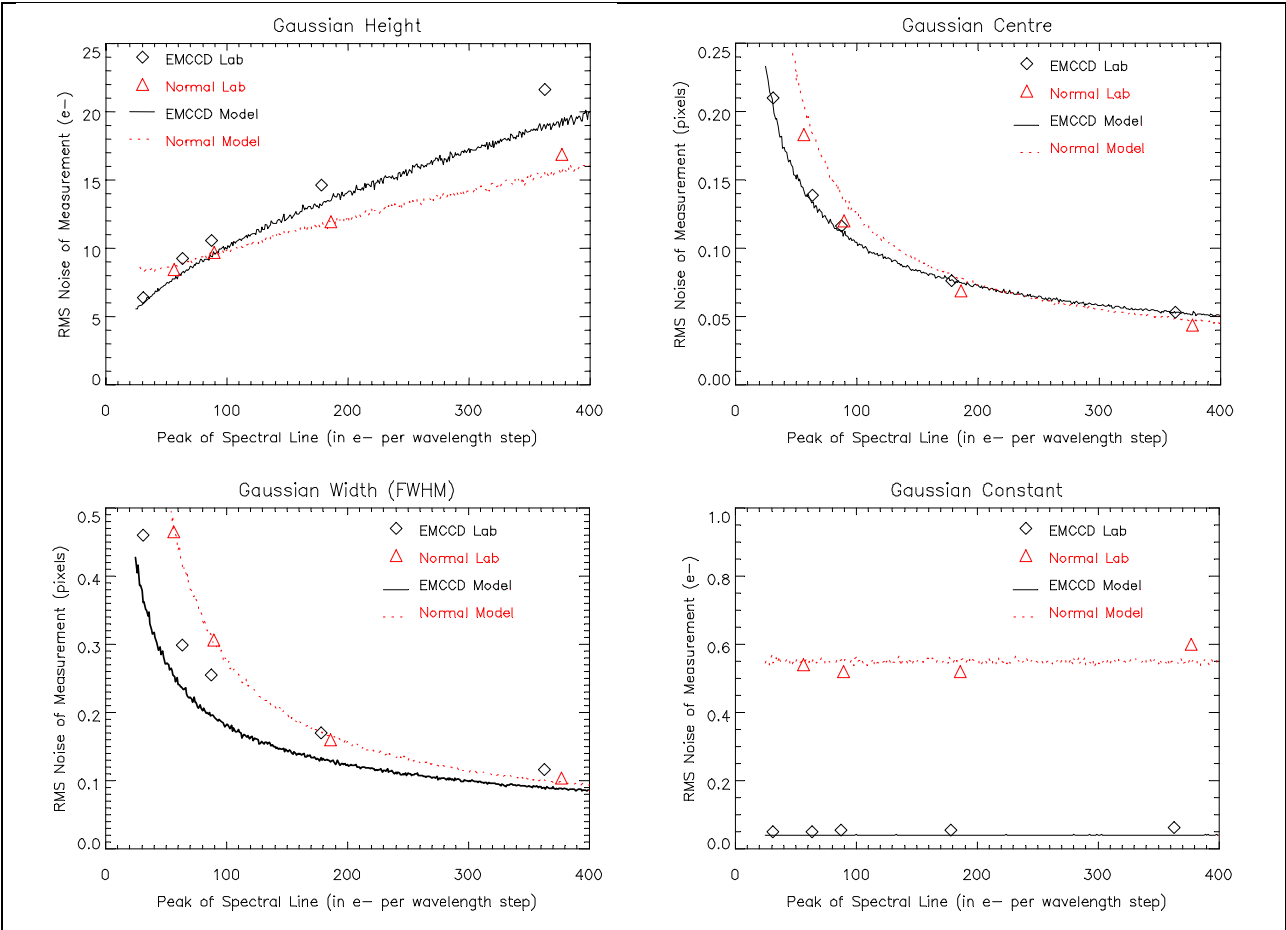 Gaussian Height
25
20
15
10
5
0
RMS Noise of Measurement (e−)
EMCCD Lab
Normal Lab
EMCCD Model
Normal Model
0 100 200 300 400
Peak of Spectral Line (in e− per wavelength step)
Gaussian Centre
0.25
0.20
0.15
0.10
0.05
0.00
RMS Noise of Measurement (pixels)
EMCCD Lab
Normal Lab
EMCCD Model
Normal Model
0 100 200 300 400
Peak of Spectral Line (in e− per wavelength step)
Gaussian Width (FWHM)
0.5
0.4
0.3
0.2
0.1
0.0
RMS Noise of Measurement (pixels)
EMCCD Lab
Normal Lab
EMCCD Model
Normal Model
0 100 200 300 400
Peak of Spectral Line (in e− per wavelength step)
Gaussian Constant
1.0
0.8
0.6
0.4
0.2
0.0
RMS Noise of Measurement (e−)
EMCCD Lab
Normal Lab
EMCCD Model
Normal Model
0 100 200 300 400
Peak of Spectral Line (in e− per wavelength step)